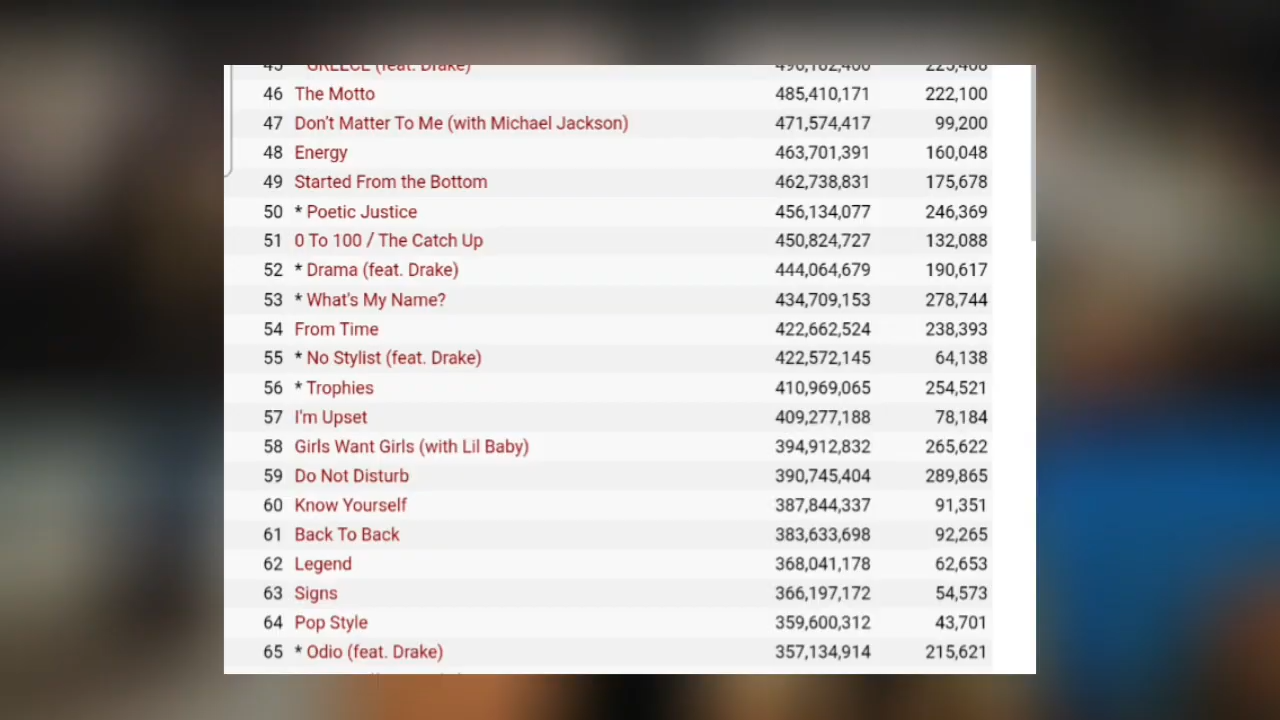 45 * GREECE (feat. Drake) 496,162,400 225,408
46 The Motto 485,410,171 222,100
47 Don't Matter To Me (with Michael Jackson) 471,574,417 99,200
48 Energy 463,701,391 160,048
49 Started From the Bottom 462,738,831 175,678
50 * Poetic Justice 456,134,077 246,369
51 0 To 100 / The Catch Up 450,824,727 132,088
52 * Drama (feat. Drake) 444,064,679 190,617
53 * What's My Name? 434,709,153 278,744
54 From Time 422,662,524 238,393
55 * No Stylist (feat. Drake) 422,572,145 64,138
56 * Trophies 410,969,065 254,521
57 I'm Upset 409,277,188 78,184
58 Girls Want Girls (with Lil Baby) 394,912,832 265,622
59 Do Not Disturb 390,745,404 289,865
60 Know Yourself 387,844,337 91,351
61 Back To Back 383,633,698 92,265
62 Legend 368,041,178 62,653
63 Signs 366,197,172 54,573
64 Pop Style 359,600,312 43,701
65 * Odio (feat. Drake) 357,134,914 215,621